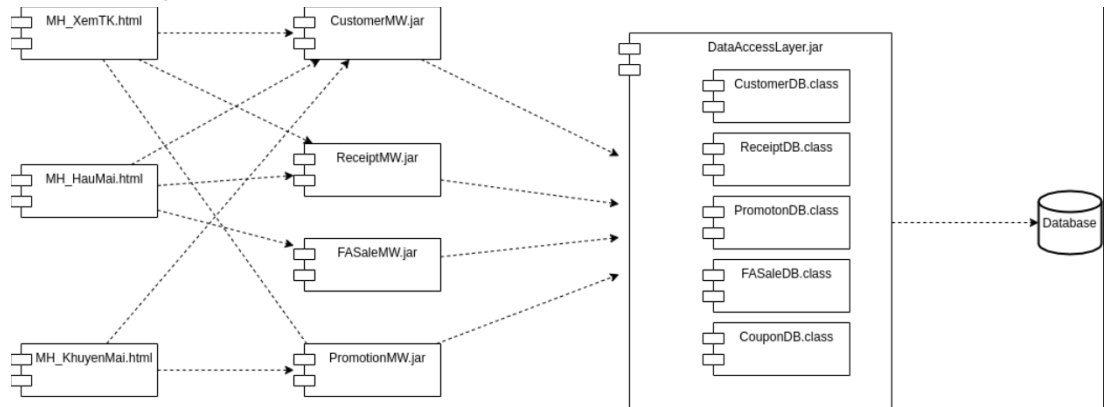 MH_XemTK.html
CustomerMW.jar
DataAccessLayer.jar
CustomerDB.class
ReceiptDB.class
ReceiptMW.jar
MH_HauMai.html
PromotonDB.class
Database
FASaleMW.jar
FASaleDB.class
CouponDB.class
MH_KhuyenMai.html
PromotionMW.jar